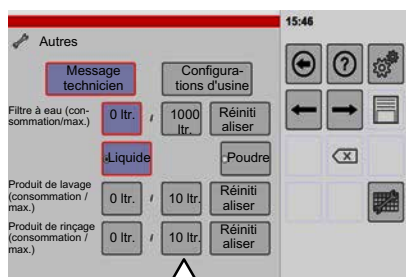 15:46
Autres
Message
technicien
Configura-
tions d'usine
Filtre à eau (con-
sommation/max.)
0 ltr.
/
1000
ltr.
Réiniti
aliser
Liquide
Poudre
Produit de lavage
(consommation /
max.)
0 ltr.
/
10 ltr.
Réiniti
aliser
Produit de rinçage
(consommation /
max.)
0 ltr.
/
10 ltr.
Réiniti
aliser